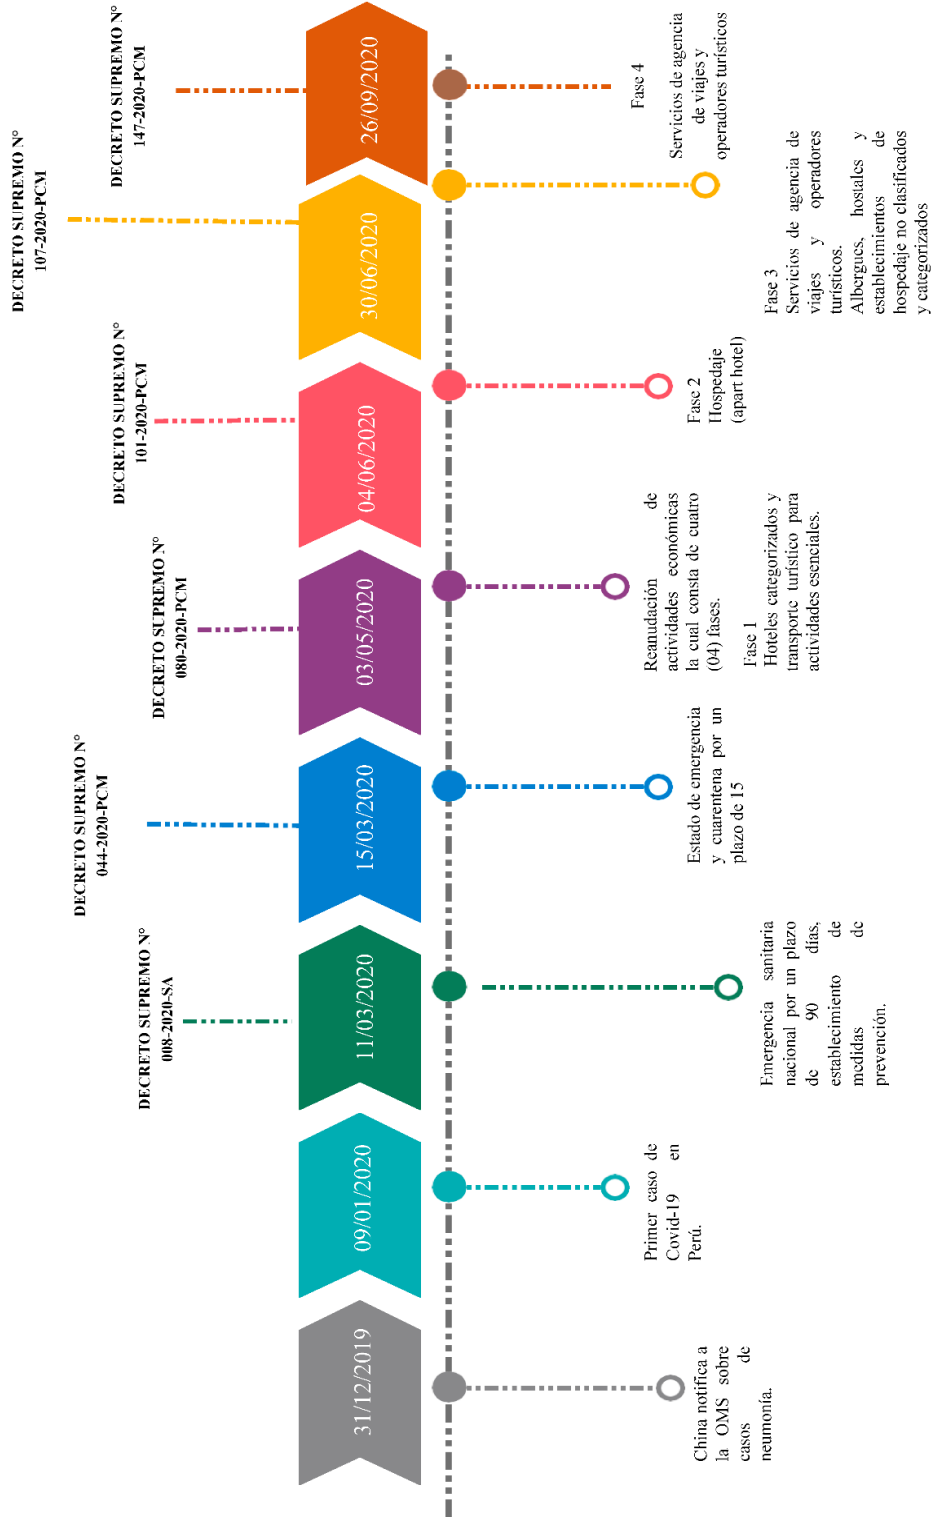 DECRETO SUPREMO N°
008-2020-SA
DECRETO SUPREMO N°
044-2020-PCM
DECRETO SUPREMO N°
080-2020-PCM
DECRETO SUPREMO N°
101-2020-PCM
DECRETO SUPREMO N°
107-2020-PCM
DECRETO SUPREMO N°
147-2020-PCM
31/12/2019
09/01/2020
11/03/2020
15/03/2020
03/05/2020
04/06/2020
30/06/2020
26/09/2020
China notifica a
la OMS sobre
casos de
neumonía.
Primer caso de
Covid-19 en
Perú.
Emergencia sanitaria
nacional por un plazo
de 90 días,
establecimiento de
medidas de
prevención.
Estado de emergencia
y cuarentena por un
plazo de 15
Reanudación de
actividades económicas
la cual consta de cuatro
(04) fases.
Fase 1
Hoteles categorizados y
transporte turístico para
actividades esenciales.
Fase 2
Hospedaje
(apart hotel)
Fase 3
Servicios de agencia de
viajes y operadores
turísticos.
Albergues, hostales y
establecimientos de
hospedaje no clasificados
y categorizados
Fase 4
Servicios de agencia
de viajes y
operadores turísticos